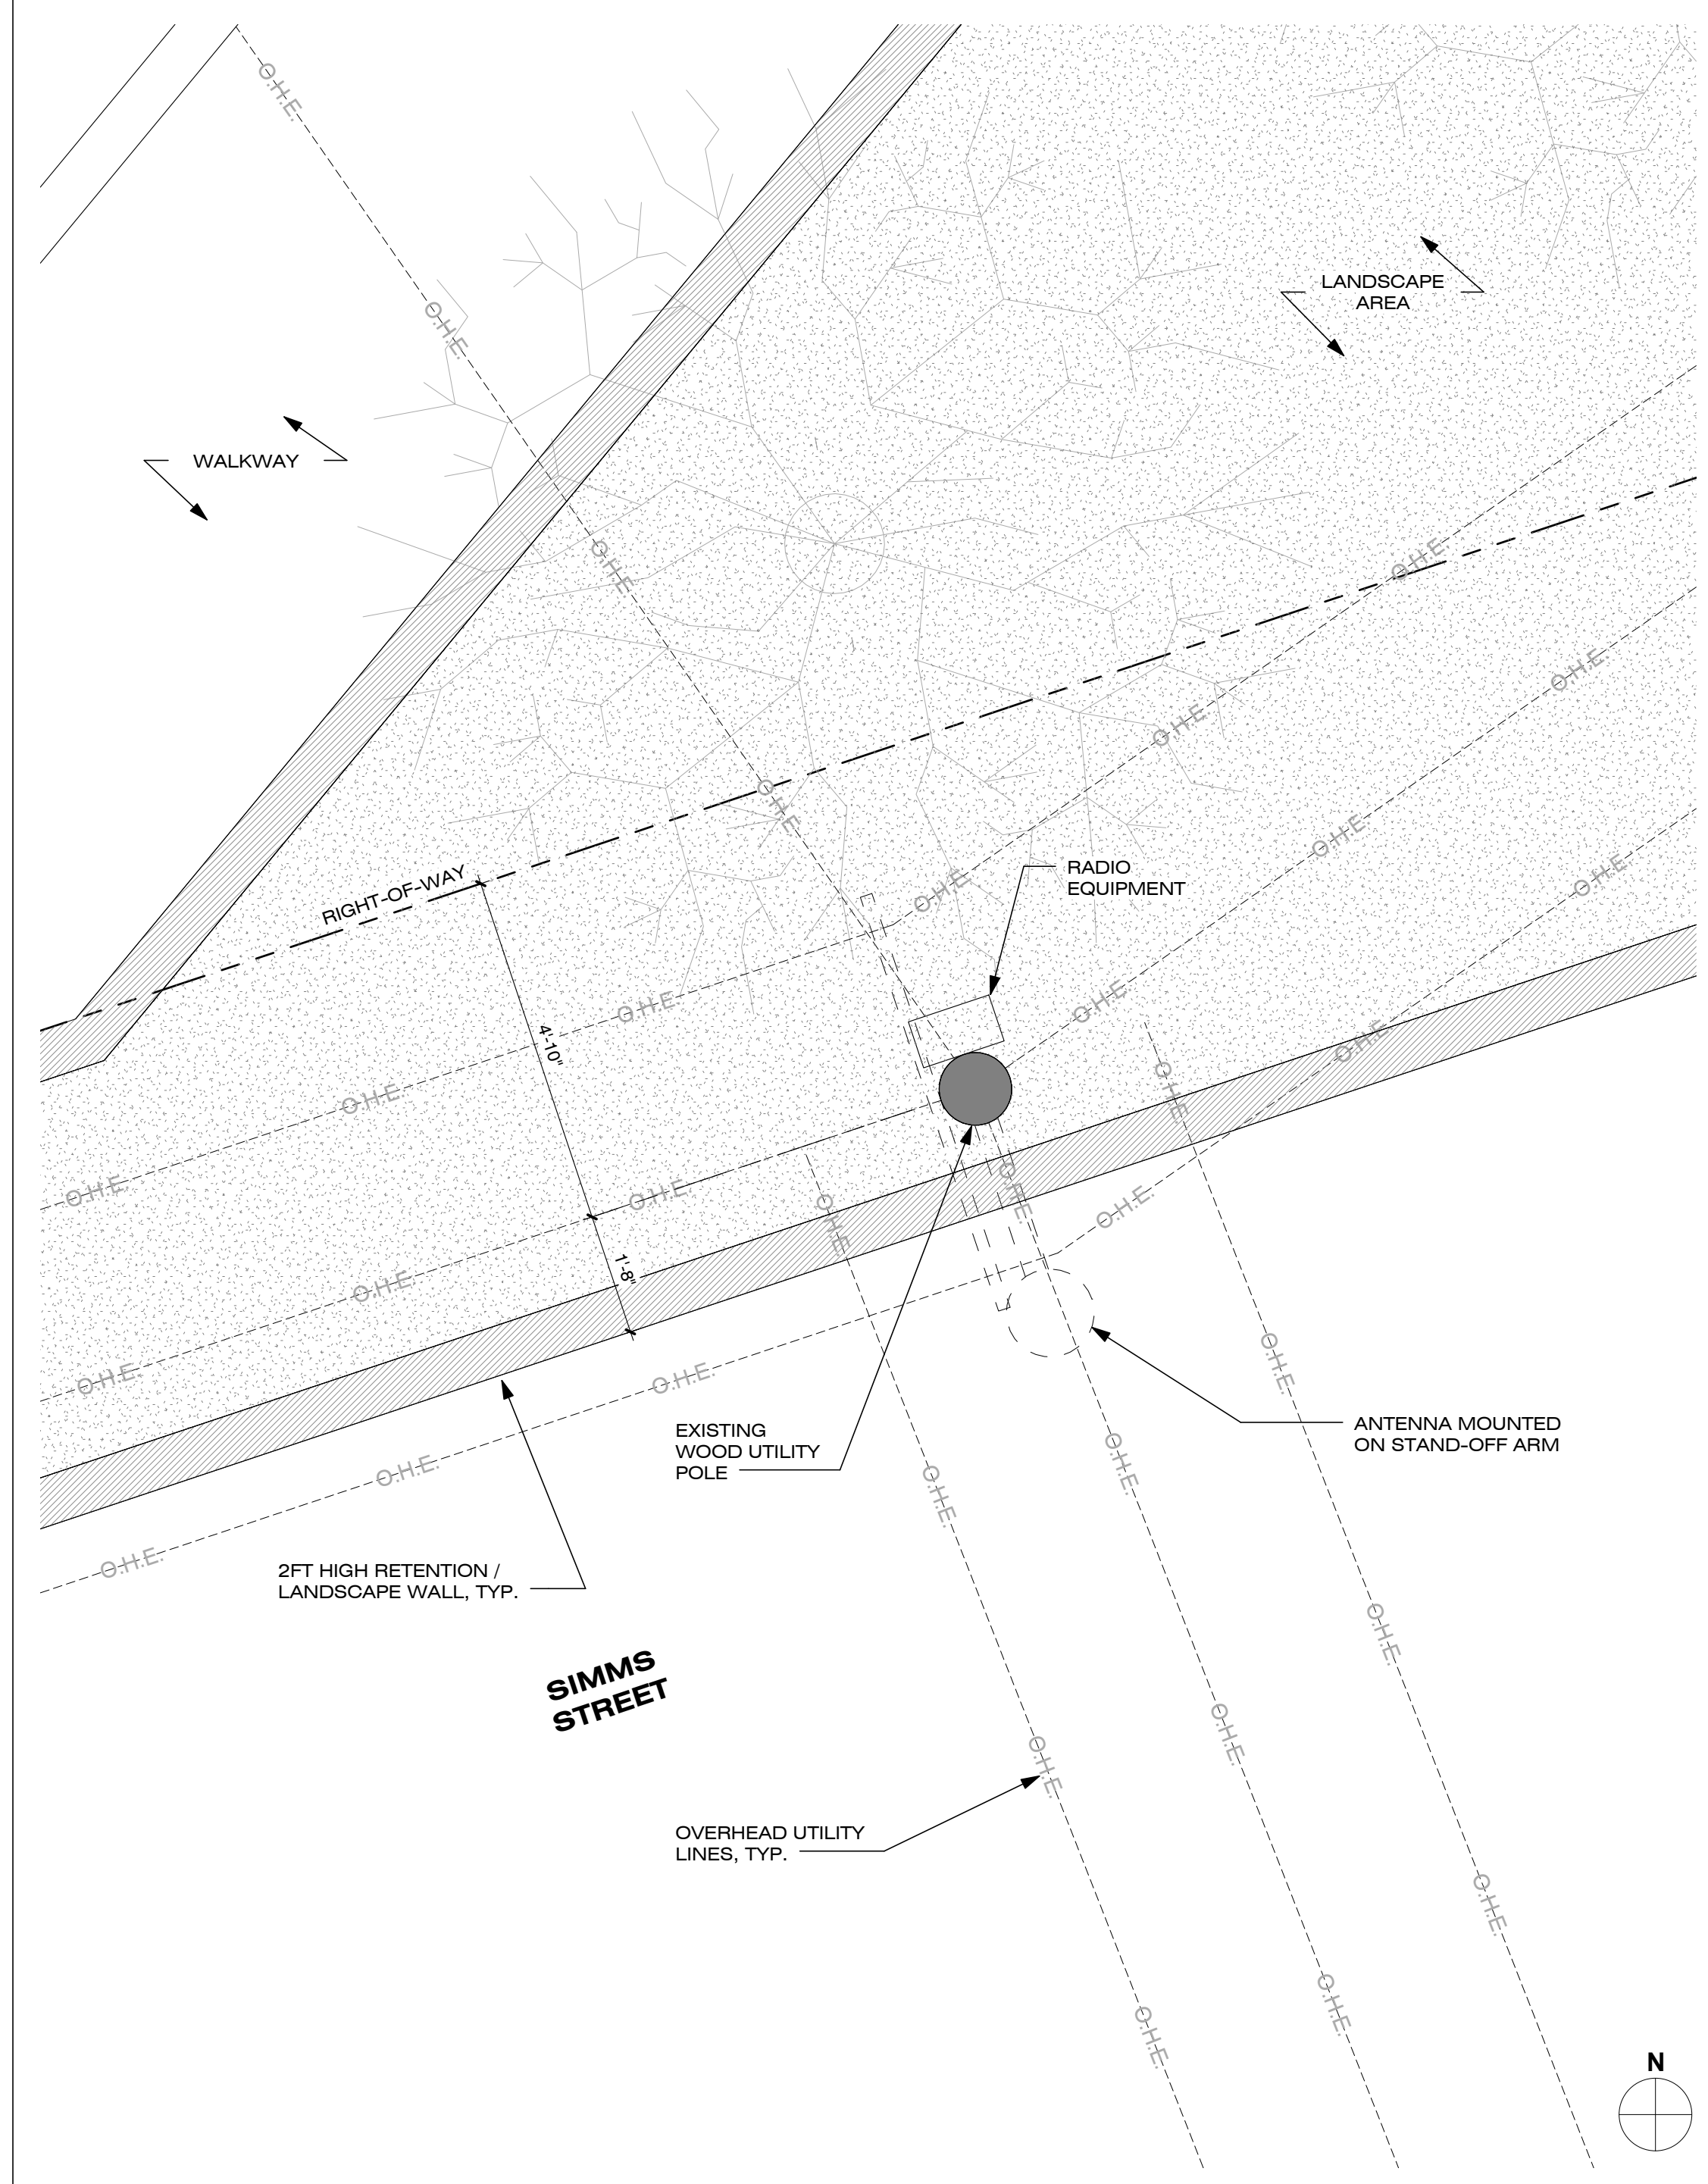 O.H.E.
O.H.E.
LANDSCAPE
AREA
WALKWAY
O.H.E.
O.H.E.
O.H.E.
O.H.E.
O.H.E.
O.H.E.
RADIO
EQUIPMENT
O.H.E.
O.H.E.
RIGHT-OF-WAY
O.H.E.
O.H.E.
O.H.E.
4'-10"
O.H.E.
O.H.E.
O.H.E.
O.H.E.
O.H.E.
O.H.E.
O.H.E.
1'-8"
O.H.E.
O.H.E.
O.H.E.
O.H.E.
EXISTING
WOOD UTILITY
POLE
ANTENNA MOUNTED
ON STAND-OFF ARM
O.H.E.
O.H.E.
O.H.E.
O.H.E.
2FT HIGH RETENTION /
LANDSCAPE WALL, TYP.
O.H.E.
SIMMS
STREET
O.H.E.
O.H.E.
OVERHEAD UTILITY
LINES, TYP.
O.H.E.
O.H.E.
O.H.E.
N